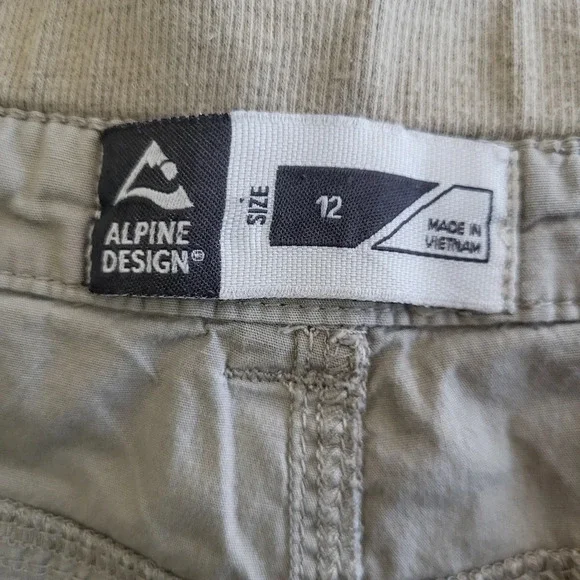 ALPINE
DESIGN
SIZE
12
MADE IN
VIETNAM